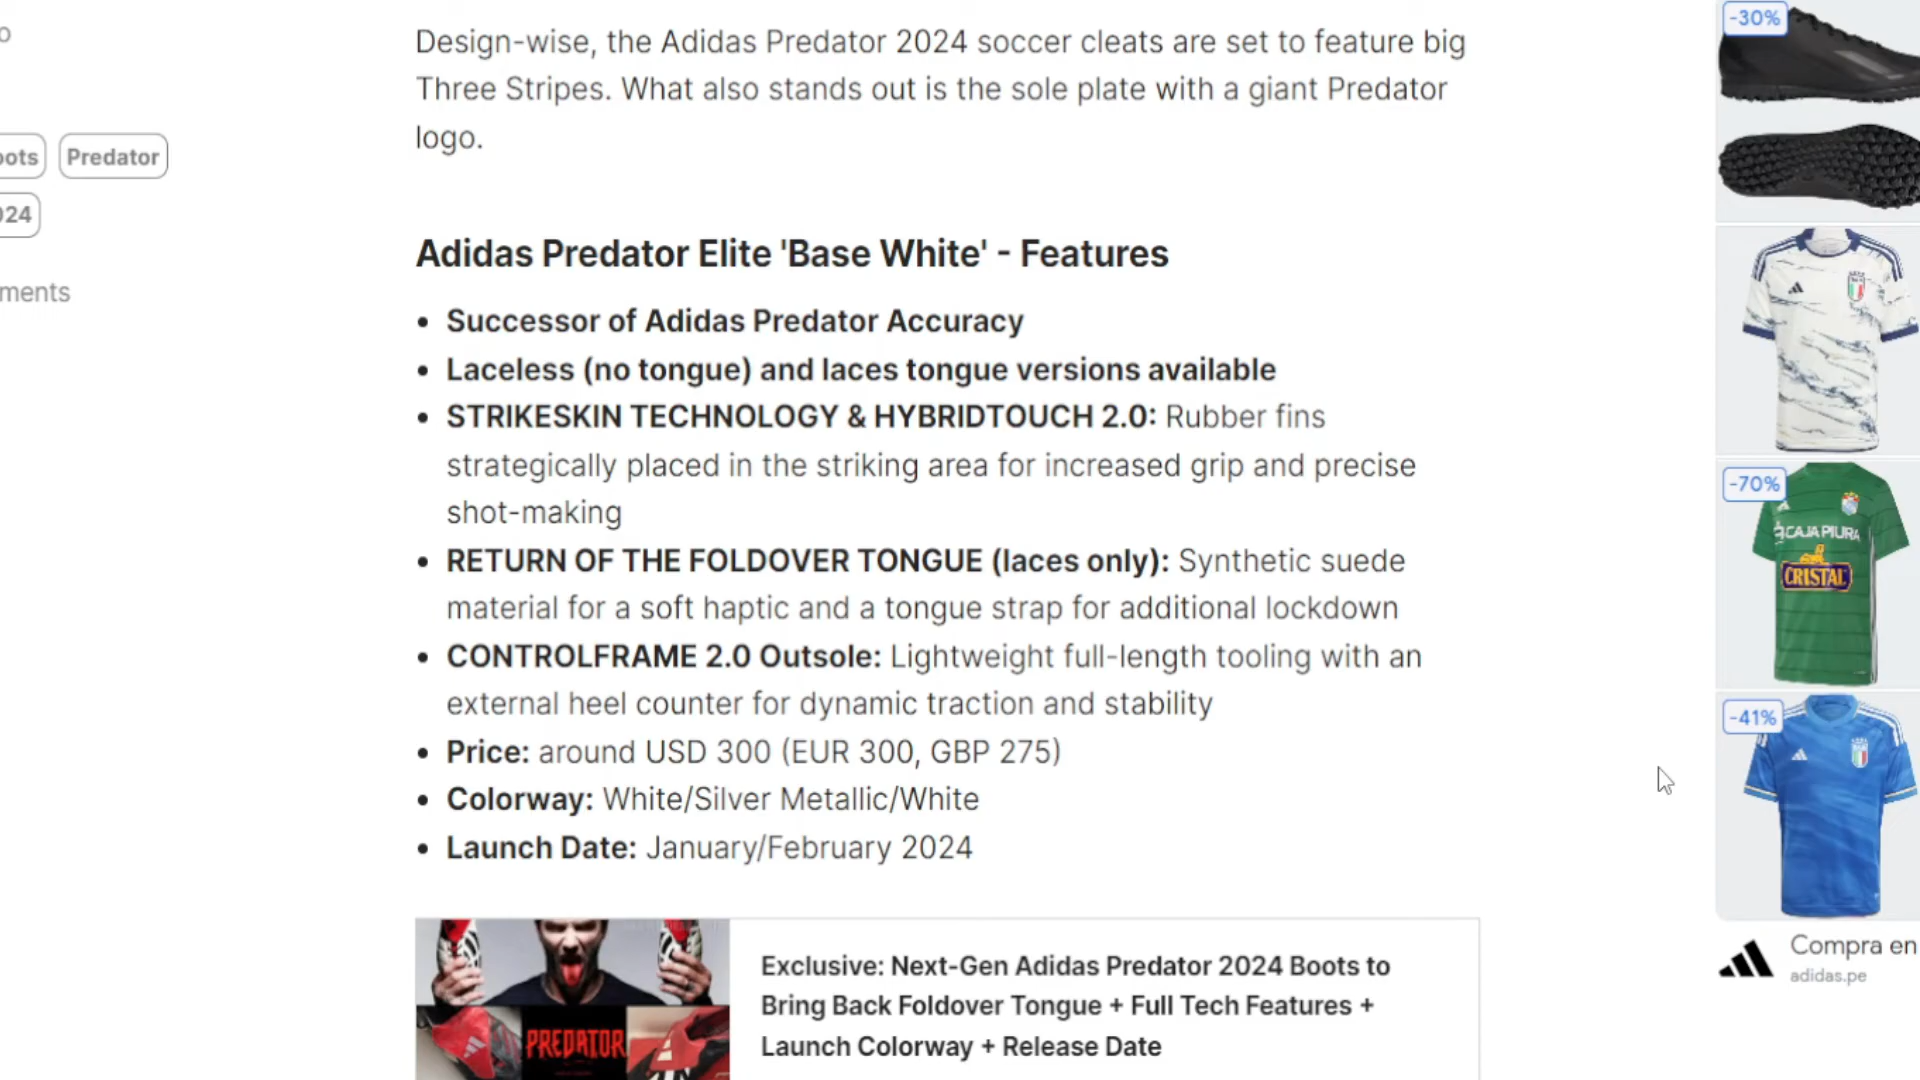 Design-wise, the Adidas Predator 2024 soccer cleats are set to feature big
Three Stripes. What also stands out is the sole plate with a giant Predator
logo.
Predator
Adidas Predator Elite 'Base White' - Features
• Successor of Adidas Predator Accuracy
• Laceless (no tongue) and laces tongue versions available
• STRIKESKIN TECHNOLOGY & HYBRIDTOUCH 2.0: Rubber fins
strategically placed in the striking area for increased grip and precise
shot-making
• RETURN OF THE FOLDOVER TONGUE (laces only): Synthetic suede
material for a soft haptic and a tongue strap for additional lockdown
• CONTROLFRAME 2.0 Outsole: Lightweight full-length tooling with an
external heel counter for dynamic traction and stability
• Price: around USD 300 (EUR 300, GBP 275)
• Colorway: White/Silver Metallic/White
• Launch Date: January/February 2024
PREDATOR
Exclusive: Next-Gen Adidas Predator 2024 Boots to
Bring Back Foldover Tongue + Full Tech Features +
Launch Colorway + Release Date
-30%
-70%
CAJA PIURA
CRISTAL
-41%
Compra en
adidas.pe